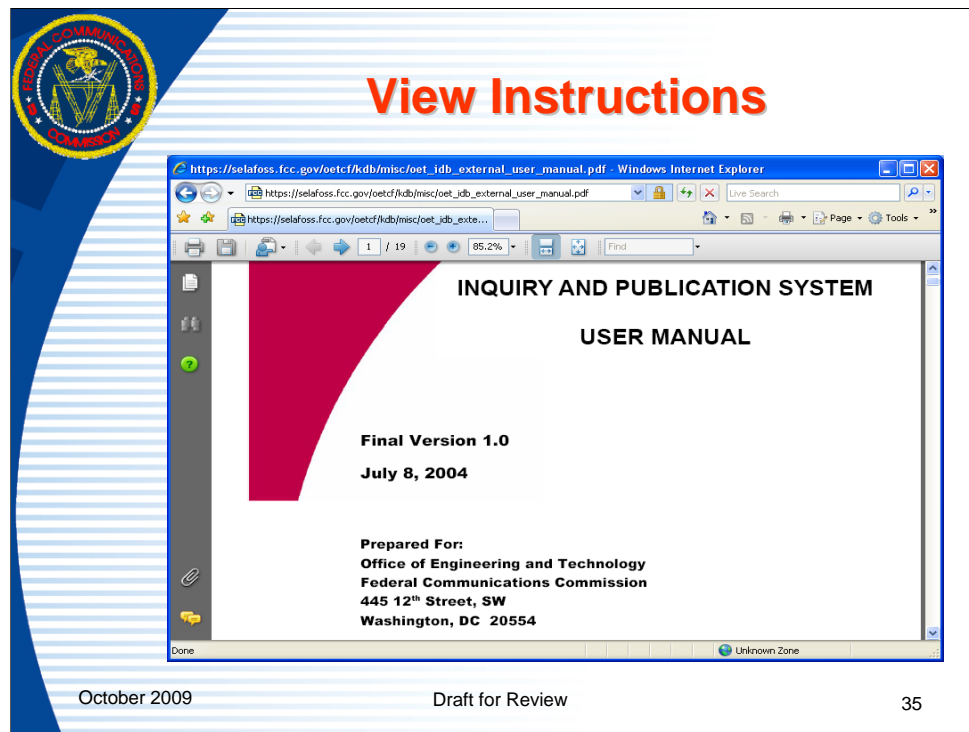 FEDERAL COMMUNICATIONS COMMISSION
View Instructions
https://selafoss.fcc.gov/oetcf/kdb/misc/oet_idb_external_user_manual.pdf - Windows Internet Explorer
https://selafoss.fcc.gov/oetcf/kdb/misc/oet_idb_external_user_manual.pdf
Live Search
https://selafoss.fcc.gov/oetcf/kdb/misc/oet_idb_exte...
Page
Tools
»
1 / 19
85.2%
Find
INQUIRY AND PUBLICATION SYSTEM
USER MANUAL
Final Version 1.0
July 8, 2004
Prepared For:
Office of Engineering and Technology
Federal Communications Commission
445 12th Street, SW
Washington, DC 20554
Done
Unknown Zone
October 2009
Draft for Review
35